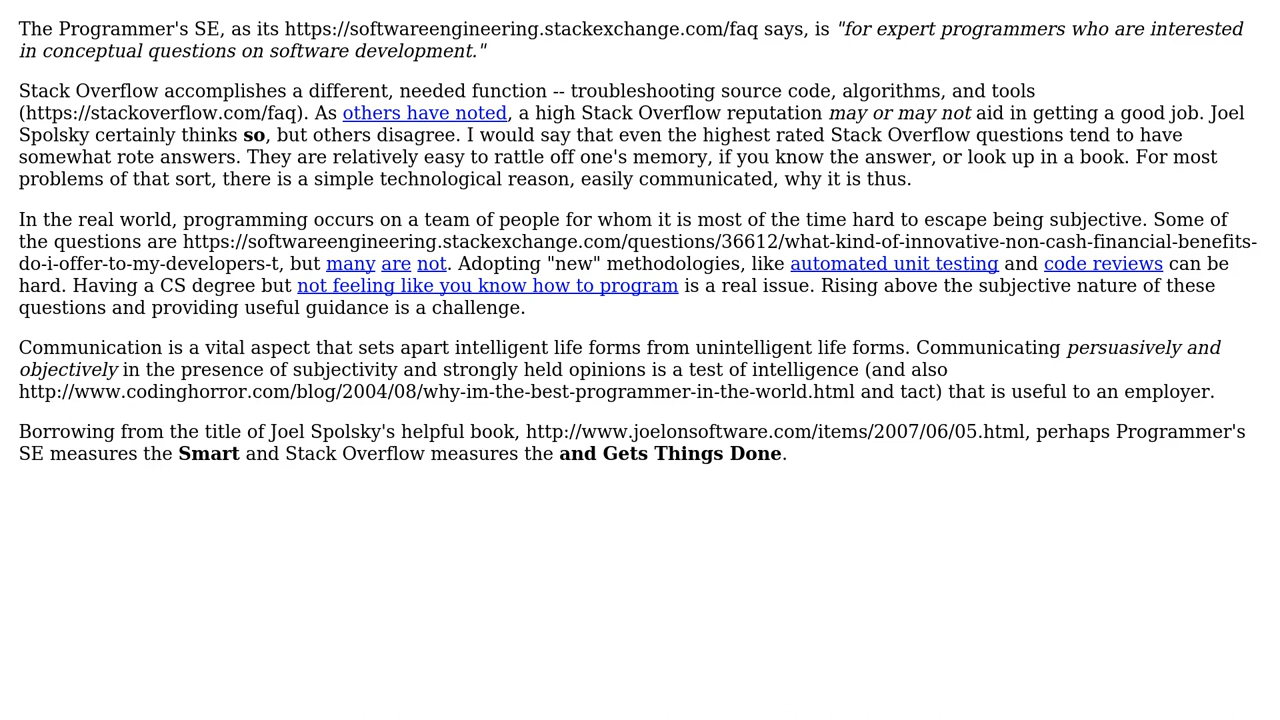 The Programmer's SE, as its https://softwareengineering.stackexchange.com/faq says, is "for expert programmers who are interested
in conceptual questions on software development."
Stack Overflow accomplishes a different, needed function -- troubleshooting source code, algorithms, and tools
(https://stackoverflow.com/faq). As others have noted, a high Stack Overflow reputation may or may not aid in getting a good job. Joel
Spolsky certainly thinks so, but others disagree. I would say that even the highest rated Stack Overflow questions tend to have
somewhat rote answers. They are relatively easy to rattle off one's memory, if you know the answer, or look up in a book. For most
problems of that sort, there is a simple technological reason, easily communicated, why it is thus.
In the real world, programming occurs on a team of people for whom it is most of the time hard to escape being subjective. Some of
the questions are https://softwareengineering.stackexchange.com/questions/36612/what-kind-of-innovative-non-cash-financial-benefits-
do-i-offer-to-my-developers-t, but many are not. Adopting "new" methodologies, like automated unit testing and code reviews can be
hard. Having a CS degree but not feeling like you know how to program is a real issue. Rising above the subjective nature of these
questions and providing useful guidance is a challenge.
Communication is a vital aspect that sets apart intelligent life forms from unintelligent life forms. Communicating persuasively and
objectively in the presence of subjectivity and strongly held opinions is a test of intelligence (and also
http://www.codinghorror.com/blog/2004/08/why-im-the-best-programmer-in-the-world.html and tact) that is useful to an employer.
Borrowing from the title of Joel Spolsky's helpful book, http://www.joelonsoftware.com/items/2007/06/05.html, perhaps Programmer's
SE measures the Smart and Stack Overflow measures the and Gets Things Done.